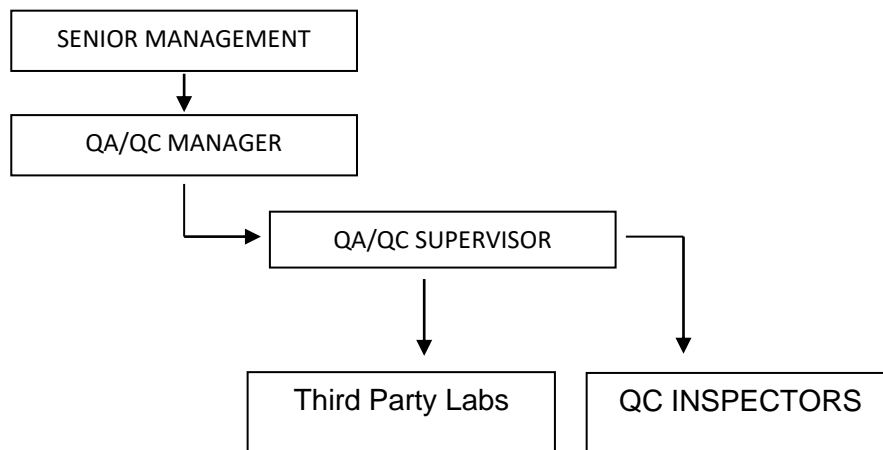 SENIOR MANAGEMENT
QA/QC MANAGER
QA/QC SUPERVISOR
Third Party Labs
QC INSPECTORS